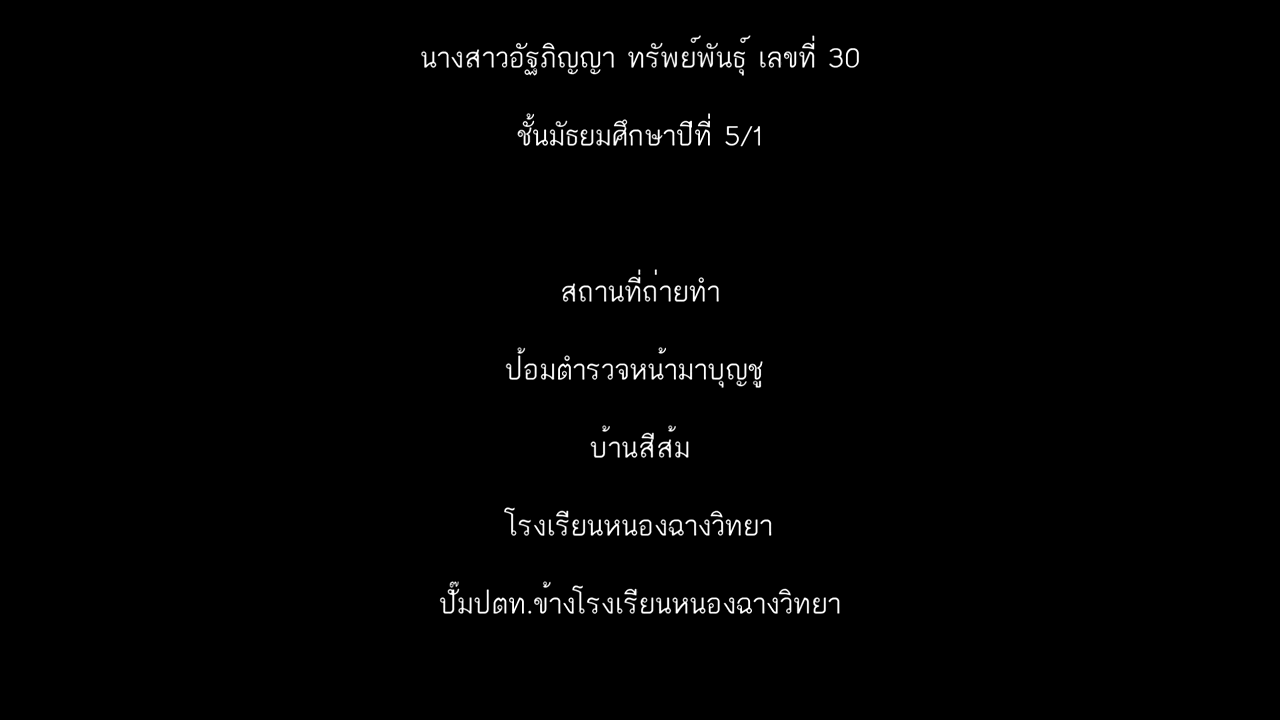 นางสาวอัฐภิญญา ทรัพย์พันธุ์ เลขที่ 30
ชั้นมัธยมศึกษาปีที่ 5/1
สถานที่ถ่ายทำ
ป้อมตำรวจหน้ามาบุญชู
บ้านสีส้ม
โรงเรียนหนองฉางวิทยา
ปั๊มปตท.ข้างโรงเรียนหนองฉางวิทยา